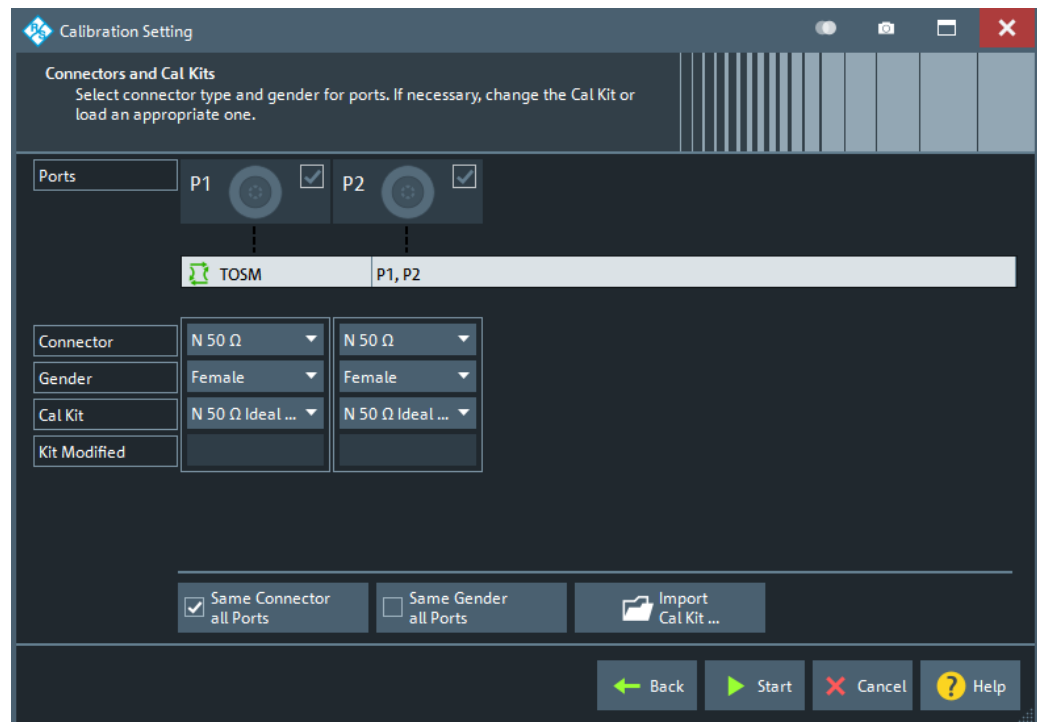 Calibration Setting
Connectors and Cal Kits
Select connector type and gender for ports. If necessary, change the Cal Kit or
load an appropriate one.
Ports
P1
P2
TOSM
P1, P2
Connector
N 50 Ω
N 50 Ω
Gender
Female
Female
Cal Kit
N 50 Ω Ideal ...
N 50 Ω Ideal ...
Kit Modified
Same Connector
all Ports
Same Gender
all Ports
Import
Cal Kit ...
Back
Start
Cancel
? Help